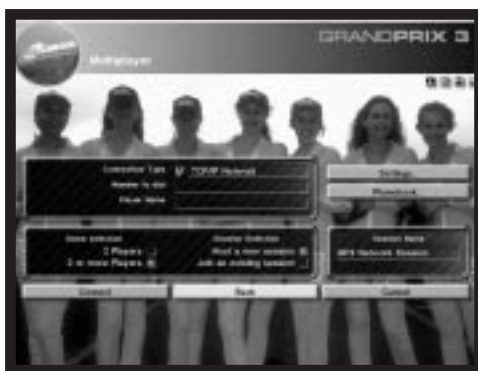 GRANDPRIX 3
Multiplayer
Connection Type
TCP/IP Network
Number to dial
Player Name
Settings
Phonebook
Game Selection
2 Players
2 or more Players
Session Selection
Host a new session
Join an existing session
Session Name
GP3 Network Session
Connect
Back
Cancel